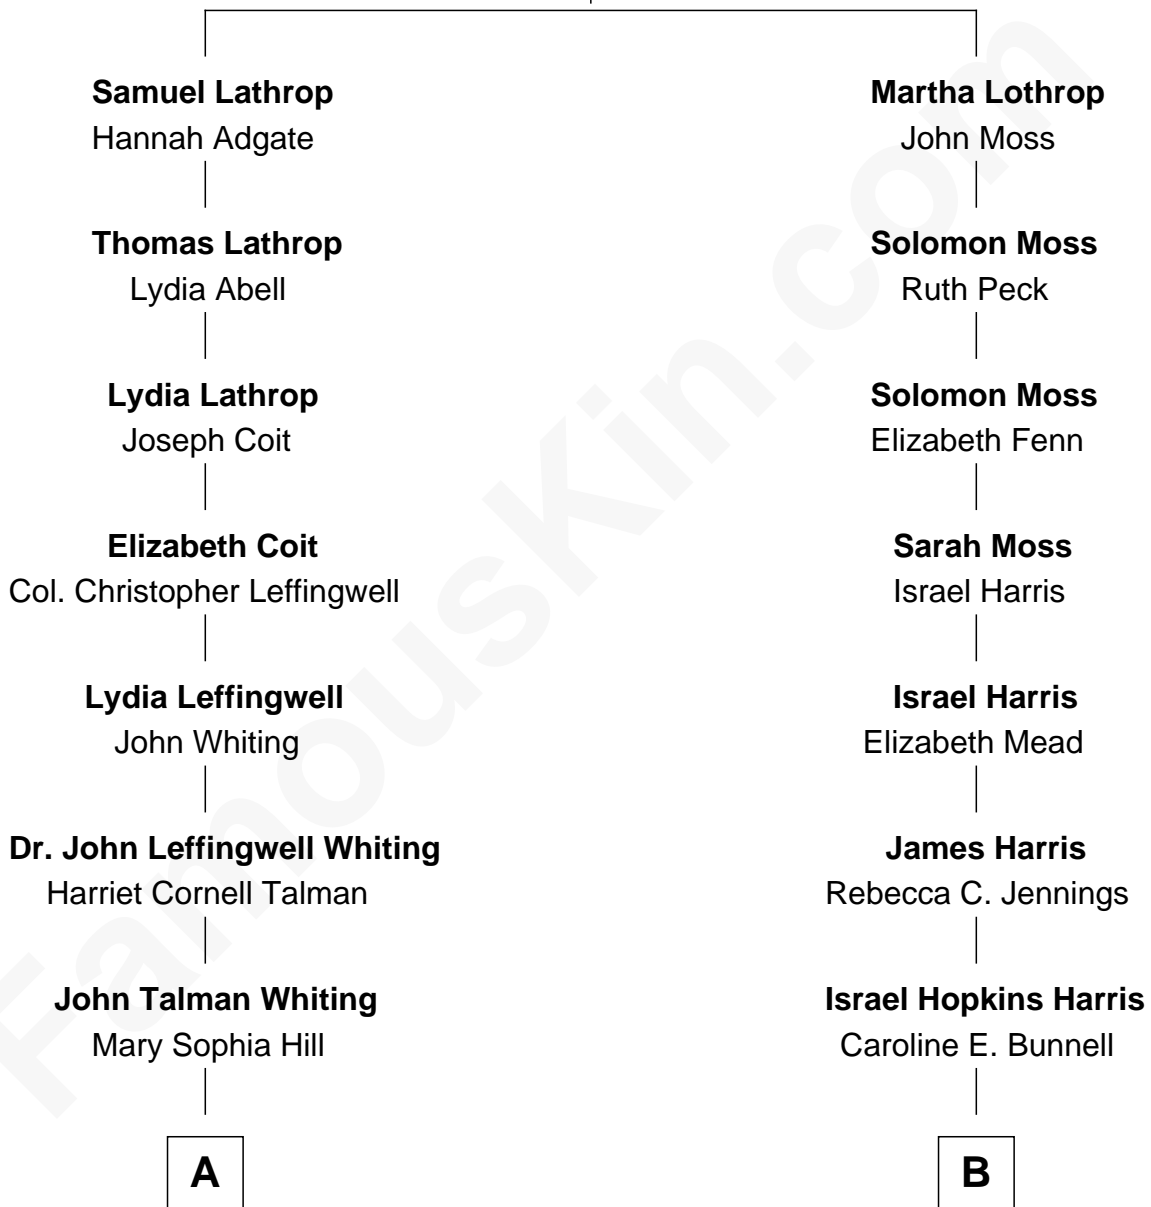 Samuel Lathrop
Hannah Adgate
Thomas Lathrop
Lydia Abell
Lydia Lathrop
Joseph Coit
Elizabeth Coit
Col. Christopher Leffingwell
Lydia Leffingwell
John Whiting
Dr. John Leffingwell Whiting
Harriet Cornell Talman
John Talman Whiting
Mary Sophia Hill
A
Martha Lothrop
John Moss
Solomon Moss
Ruth Peck
Solomon Moss
Elizabeth Fenn
Sarah Moss
Israel Harris
Israel Harris
Elizabeth Mead
James Harris
Rebecca C. Jennings
Israel Hopkins Harris
Caroline E. Bunnell
B
FamousKin.com